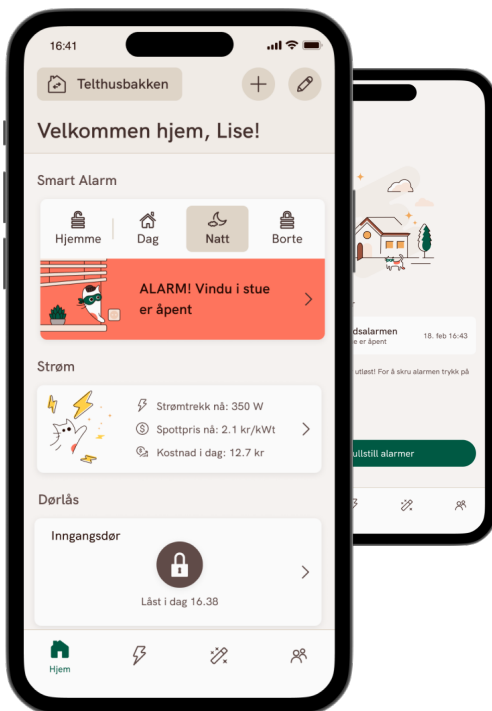 16:41
Telthusbakken
Velkommen hjem, Lise!
Smart Alarm
Hjemme
Dag
Natt
Borte
ALARM! Vindu i stue
er åpent
Strøm
Strømtrekk nå: 350 W
Spottpris nå: 2.1 kr/kWt
Kostnad i dag: 12.7 kr
Dørlås
Inngangsdør
Låst i dag 16.38
Hjem
dsalarmen
e er åpent
18. feb 16:43
utløst! For å skru alarmen trykk på
ullstill alarmer